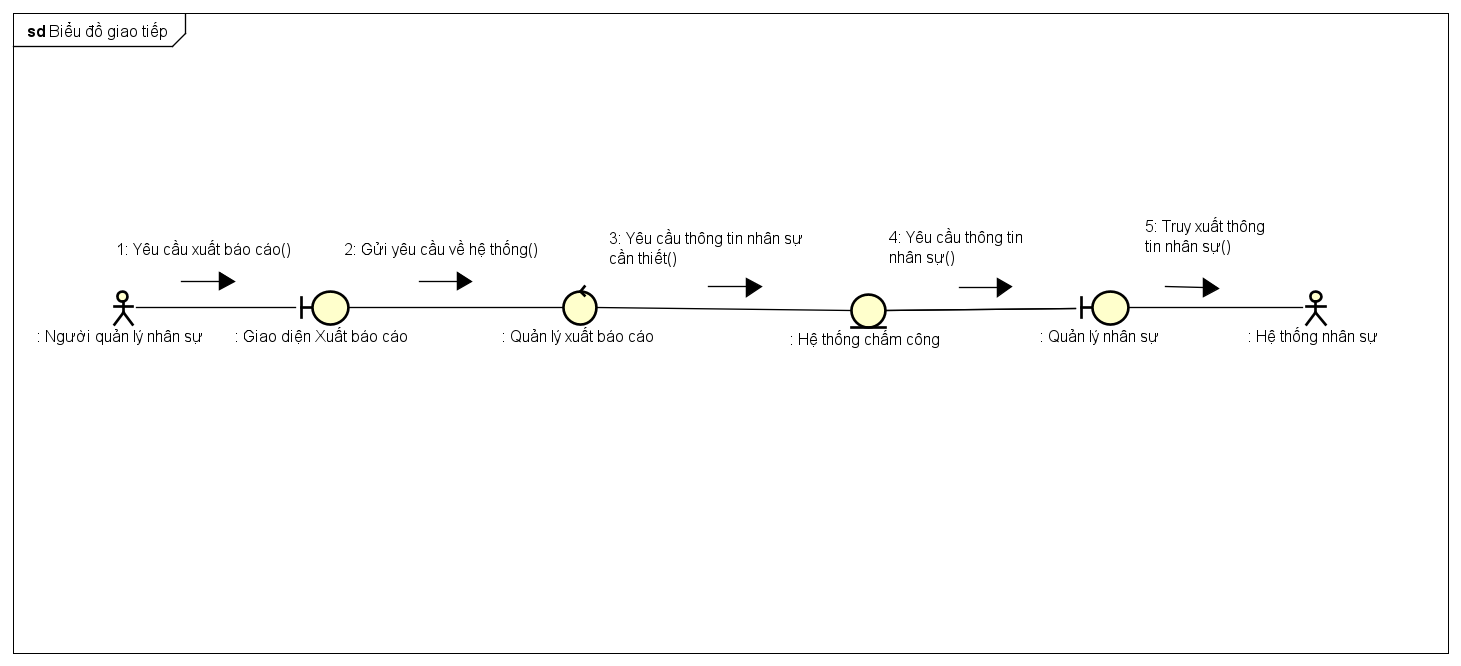 sd Biểu đồ giao tiếp
1: Yêu cầu xuất báo cáo()
2: Gửi yêu cầu về hệ thống()
3: Yêu cầu thông tin nhân sự
cần thiết()
4: Yêu cầu thông tin
nhân sự()
5: Truy xuất thông
tin nhân sự()
: Người quản lý nhân sự
: Giao diện Xuất báo cáo
: Quản lý xuất báo cáo
: Hệ thống chấm công
: Quản lý nhân sự
: Hệ thống nhân sự